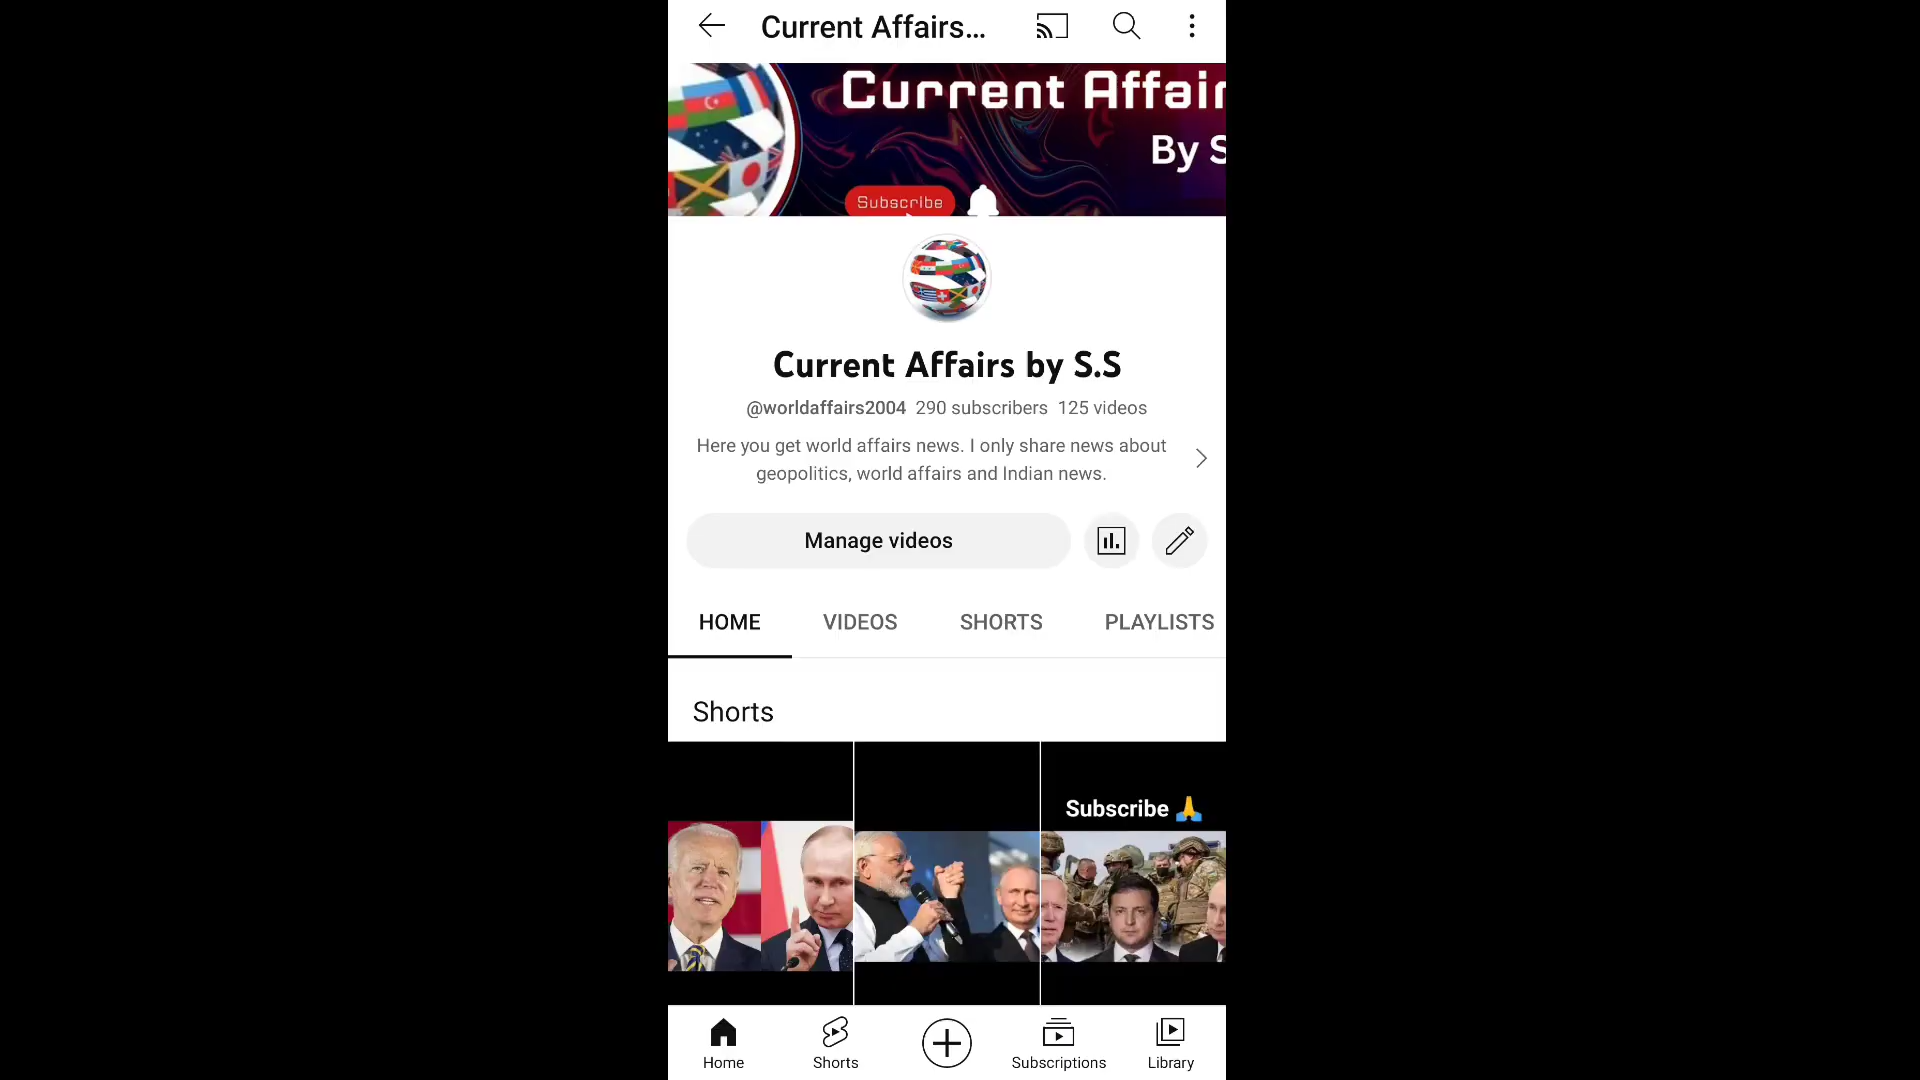 Current Affairs...
Current Affair
By S
Subscribe
Current Affairs by S.S
@worldaffairs2004 290 subscribers 125 videos
Here you get world affairs news. I only share news about
geopolitics, world affairs and Indian news.
Manage videos
HOME VIDEOS SHORTS PLAYLISTS
Shorts
Subscribe 🙏
Home Shorts Subscriptions Library